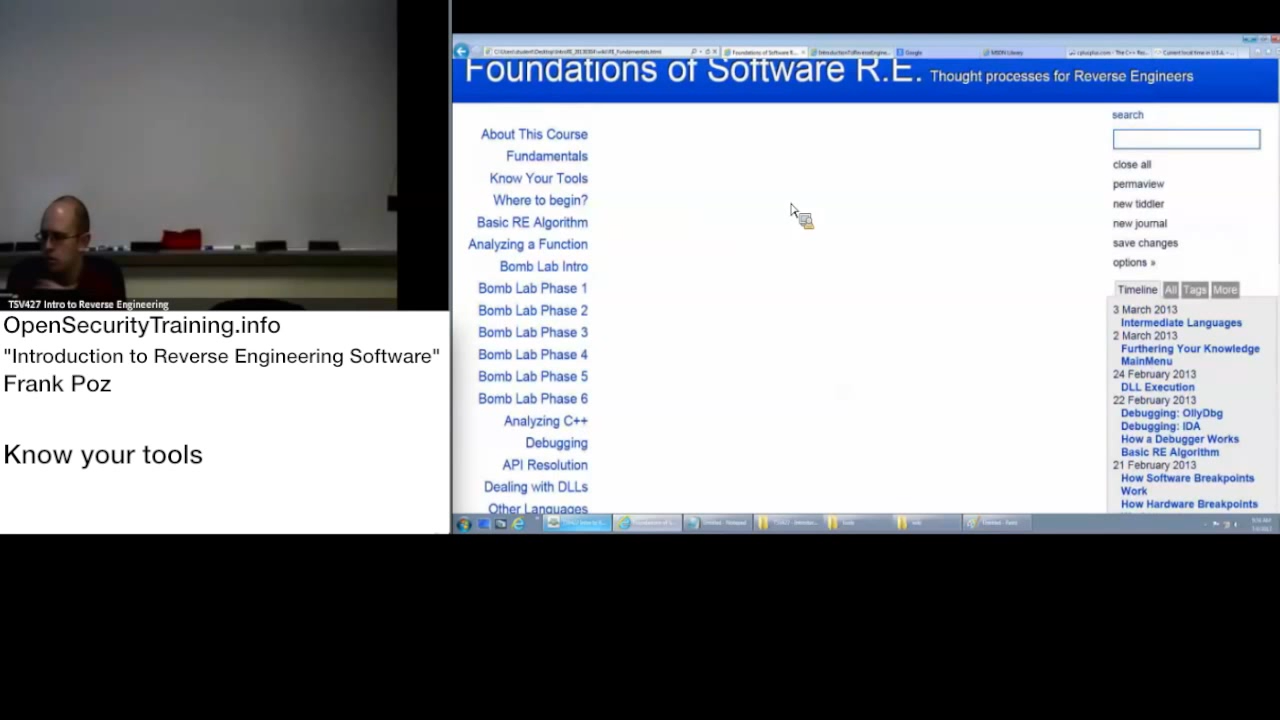 TSV427 Intro to Reverse Engineering
OpenSecurityTraining.info
"Introduction to Reverse Engineering Software"
Frank Poz
Know your tools
Foundations of Software R.E. Thought processes for Reverse Engineers
About This Course
Fundamentals
Know Your Tools
Where to begin?
Basic RE Algorithm
Analyzing a Function
Bomb Lab Intro
Bomb Lab Phase 1
Bomb Lab Phase 2
Bomb Lab Phase 3
Bomb Lab Phase 4
Bomb Lab Phase 5
Bomb Lab Phase 6
Analyzing C++
Debugging
API Resolution
Dealing with DLLs
Other Languages
search
close all
permaview
new tiddler
new journal
save changes
options »
Timeline All Tags More
3 March 2013
Intermediate Languages
2 March 2013
Furthering Your Knowledge
MainMenu
24 February 2013
DLL Execution
22 February 2013
Debugging: OllyDbg
Debugging: IDA
How a Debugger Works
Basic RE Algorithm
21 February 2013
How Software Breakpoints
Work
How Hardware Breakpoints